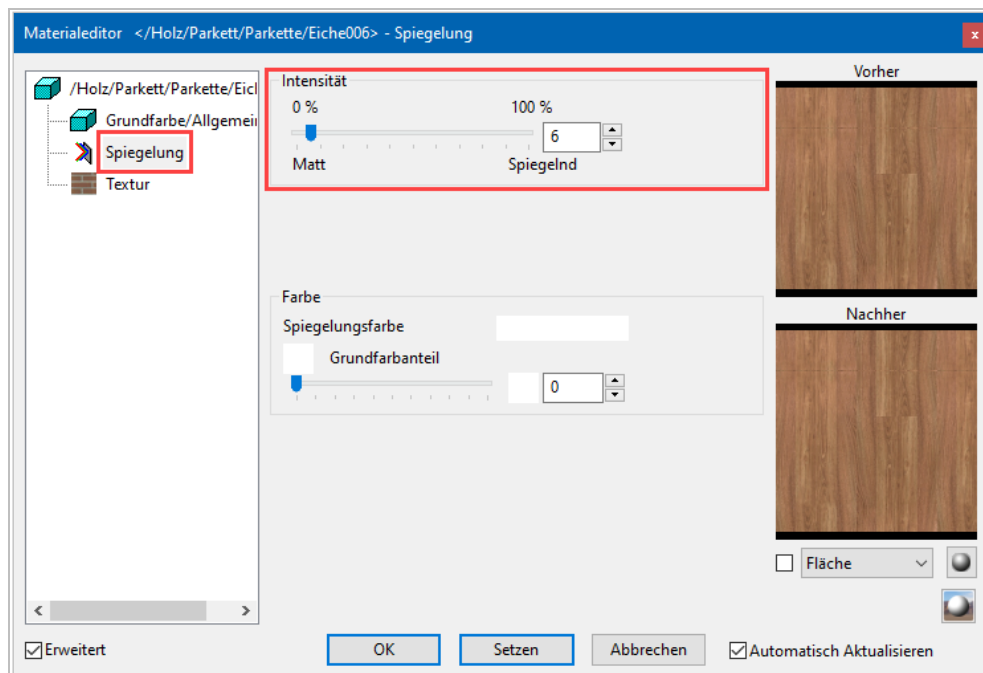 Materialeditor </Holz/Parkett/Parkette/Eiche006> - Spiegelung
x
/Holz/Parkett/Parkette/Eicl
Grundfarbe/Allgemei
Spiegelung
Textur
Intensität
0 %
100 %
6
Matt
Spiegelnd
Farbe
Spiegelungsfarbe
Grundfarbanteil
0
Vorher
Nachher
Fläche
Erweitert
OK
Setzen
Abbrechen
Automatisch Aktualisieren